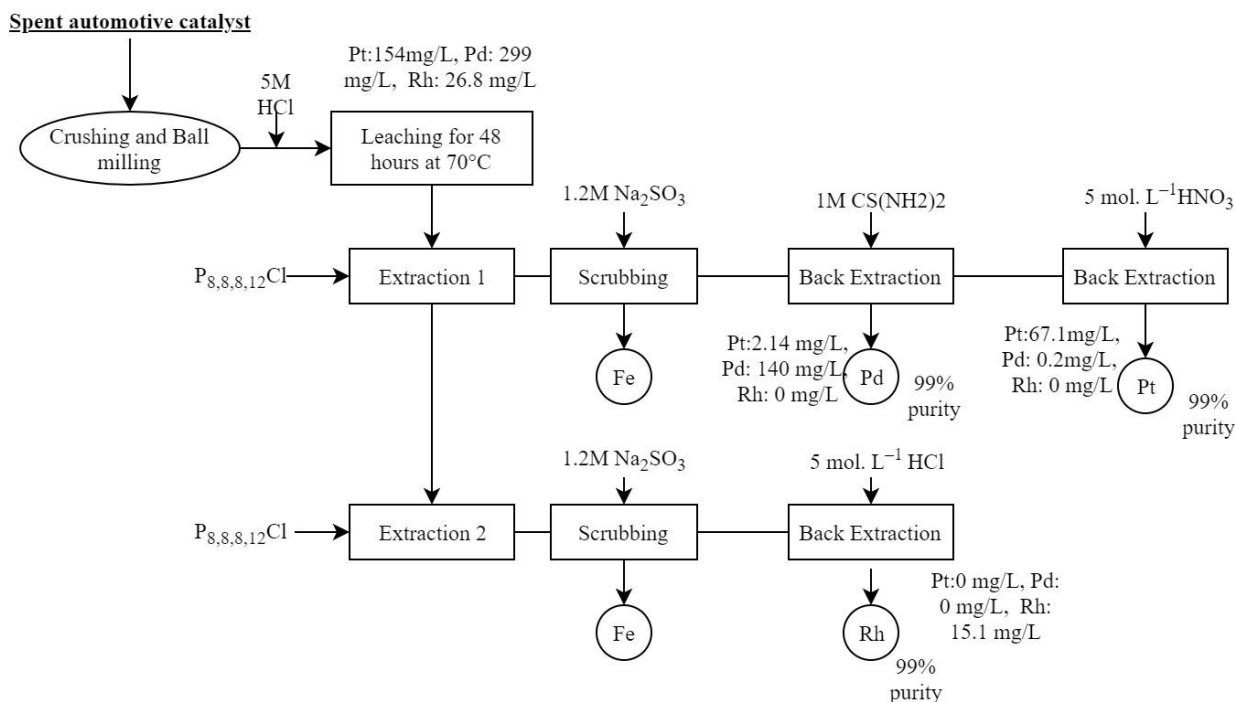 Spent automotive catalyst
Pt:154mg/L, Pd: 299
mg/L, Rh: 26.8 mg/L
5M
HCl
Crushing and Ball
milling
Leaching for 48
hours at 70°C
1.2M Na₂SO₃
1M CS(NH2)2
5 mol. L⁻¹HNO₃
P₈,₈,₈,₁₂Cl
Extraction 1
Scrubbing
Back Extraction
Back Extraction
Fe
Pt:2.14 mg/L,
Pd: 140 mg/L,
Rh: 0 mg/L
Pd
99%
purity
Pt:67.1mg/L,
Pd: 0.2mg/L,
Rh: 0 mg/L
Pt
99%
purity
1.2M Na₂SO₃
5 mol. L⁻¹ HCl
P₈,₈,₈,₁₂Cl
Extraction 2
Scrubbing
Back Extraction
Fe
Rh
Pt:0 mg/L, Pd:
0 mg/L, Rh:
15.1 mg/L
99%
purity